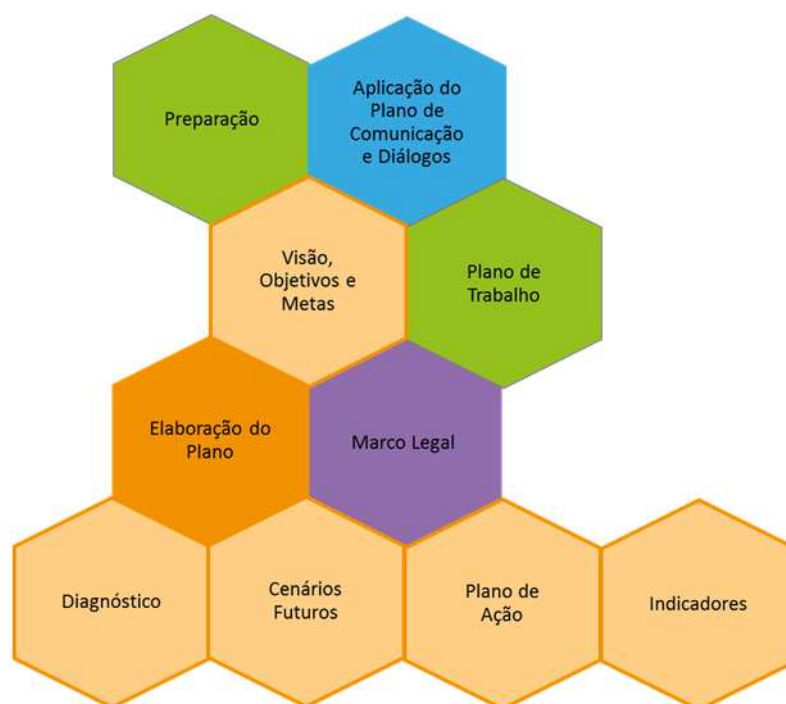 Preparação
Aplicação do
Plano de
Comunicação
e Diálogos
Visão,
Objetivos e
Metas
Plano de
Trabalho
Elaboração do
Plano
Marco Legal
Diagnóstico
Cenários
Futuros
Plano de
Ação
Indicadores